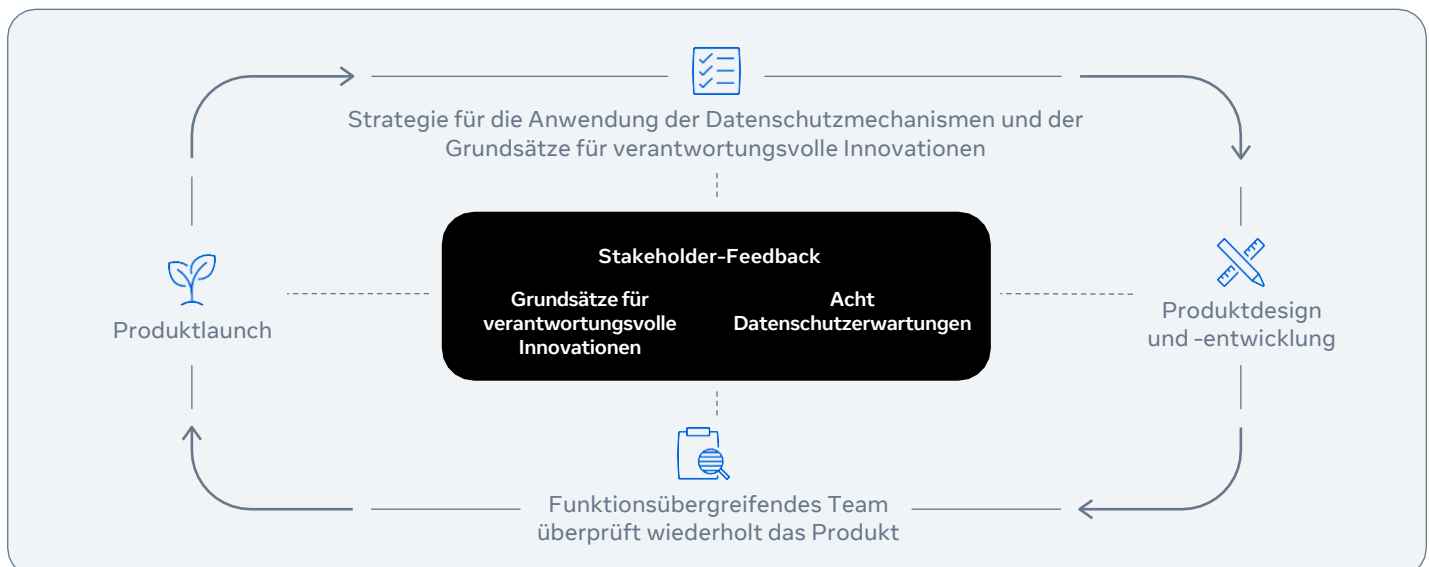 Strategie für die Anwendung der Datenschutzmechanismen und der
Grundsätze für verantwortungsvolle Innovationen
Stakeholder-Feedback
Grundsätze für
verantwortungsvolle
Innovationen
Acht
Datenschutzerwartungen
Produktlaunch
Produktdesign
und -entwicklung
Funktionsübergreifendes Team
überprüft wiederholt das Produkt